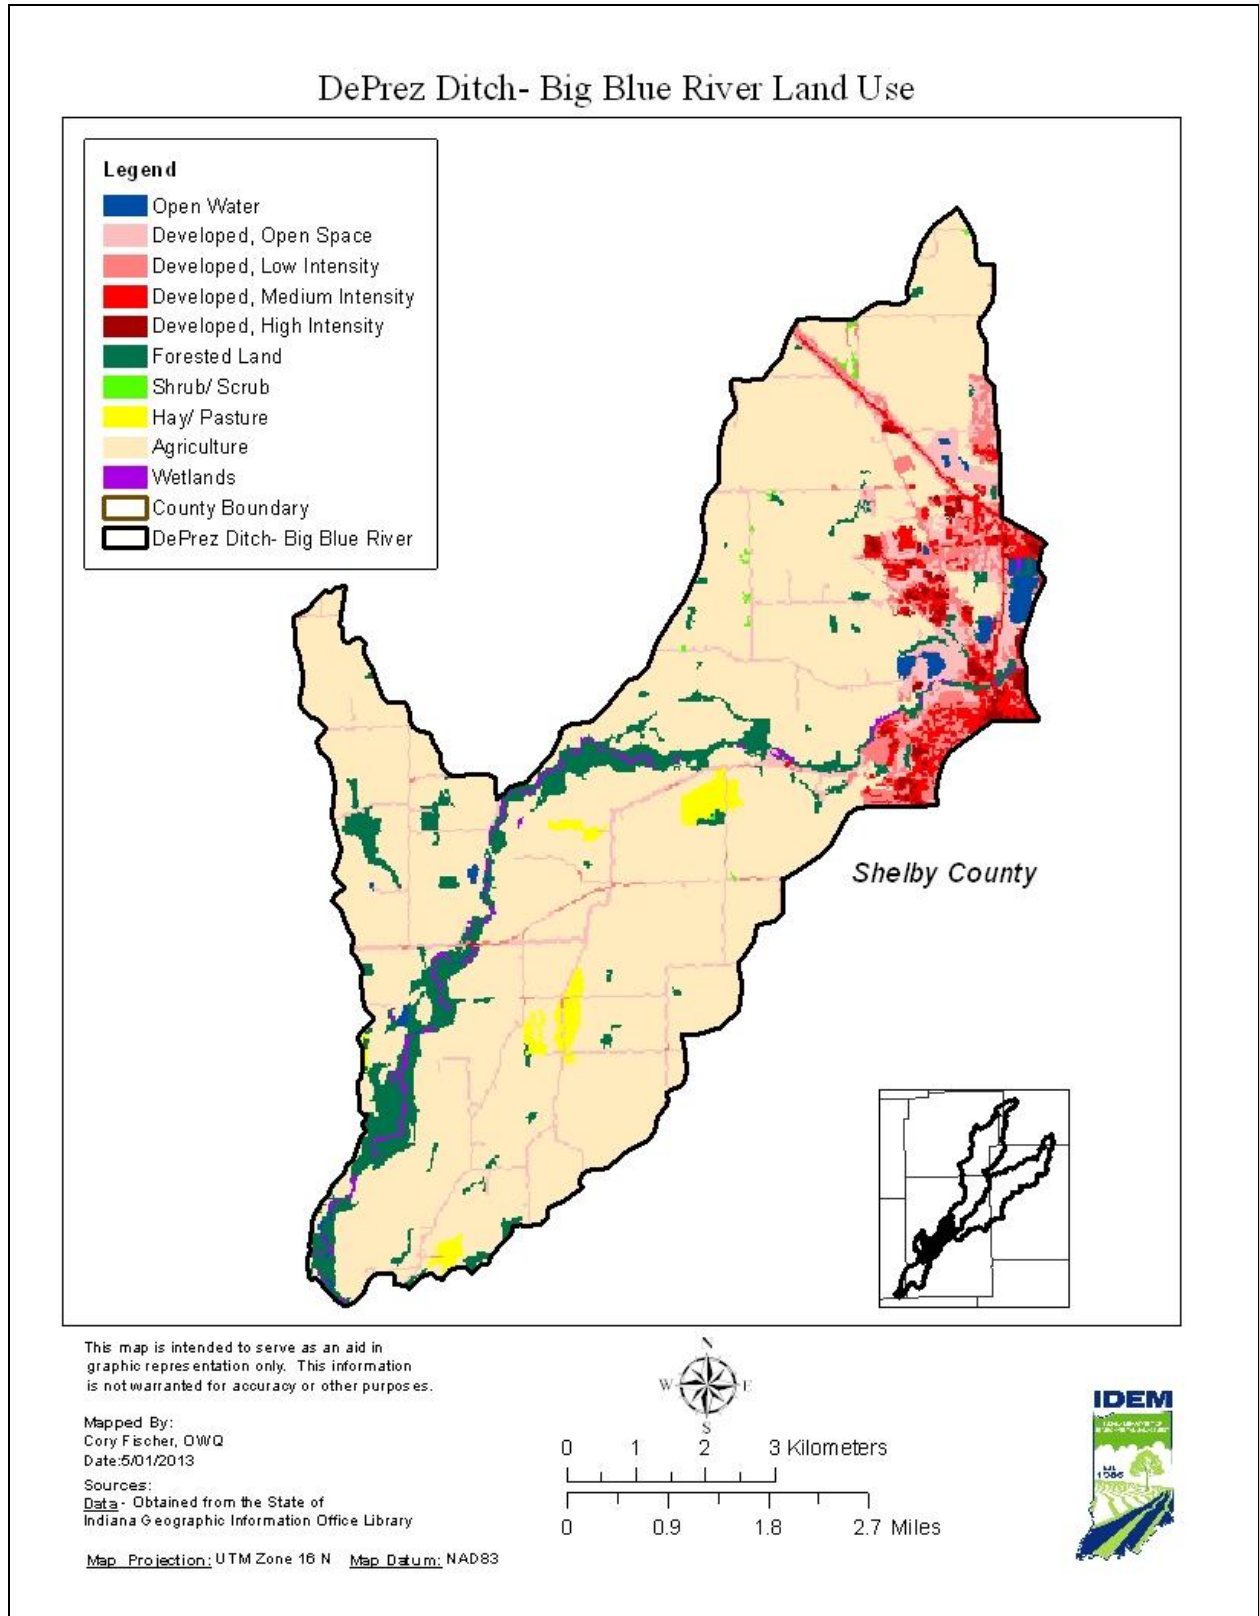 DePrez Ditch- Big Blue River Land Use
Legend
Open Water
Developed, Open Space
Developed, Low Intensity
Developed, Medium Intensity
Developed, High Intensity
Forested Land
Shrub/ Scrub
Hay/ Pasture
Agriculture
Wetlands
County Boundary
DePrez Ditch- Big Blue River
Shelby County
This map is intended to serve as an aid in
graphic representation only. This information
is not warranted for accuracy or other purposes.
Mapped By:
Cory Fischer, OWQ
Date:5/01/2013
Sources:
Data - Obtained from the State of
Indiana Geographic Information Office Library
Map Projection: UTM Zone 16 N Map Datum: NAD83
N
W E
S
0 1 2 3 Kilometers
0 0.9 1.8 2.7 Miles
IDEM
1986